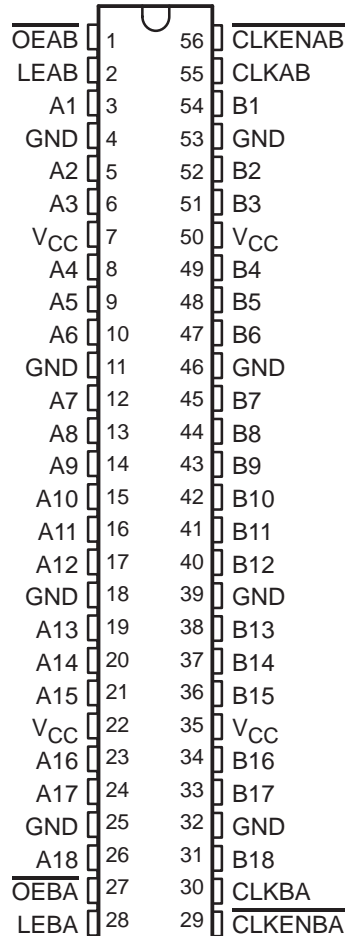 OEAB 1 56 CLKENAB
LEAB 2 55 CLKAB
A1 3 54 B1
GND 4 53 GND
A2 5 52 B2
A3 6 51 B3
VCC 7 50 VCC
A4 8 49 B4
A5 9 48 B5
A6 10 47 B6
GND 11 46 GND
A7 12 45 B7
A8 13 44 B8
A9 14 43 B9
A10 15 42 B10
A11 16 41 B11
A12 17 40 B12
GND 18 39 GND
A13 19 38 B13
A14 20 37 B14
A15 21 36 B15
VCC 22 35 VCC
A16 23 34 B16
A17 24 33 B17
GND 25 32 GND
A18 26 31 B18
OEBA 27 30 CLKBA
LEBA 28 29 CLKENBA